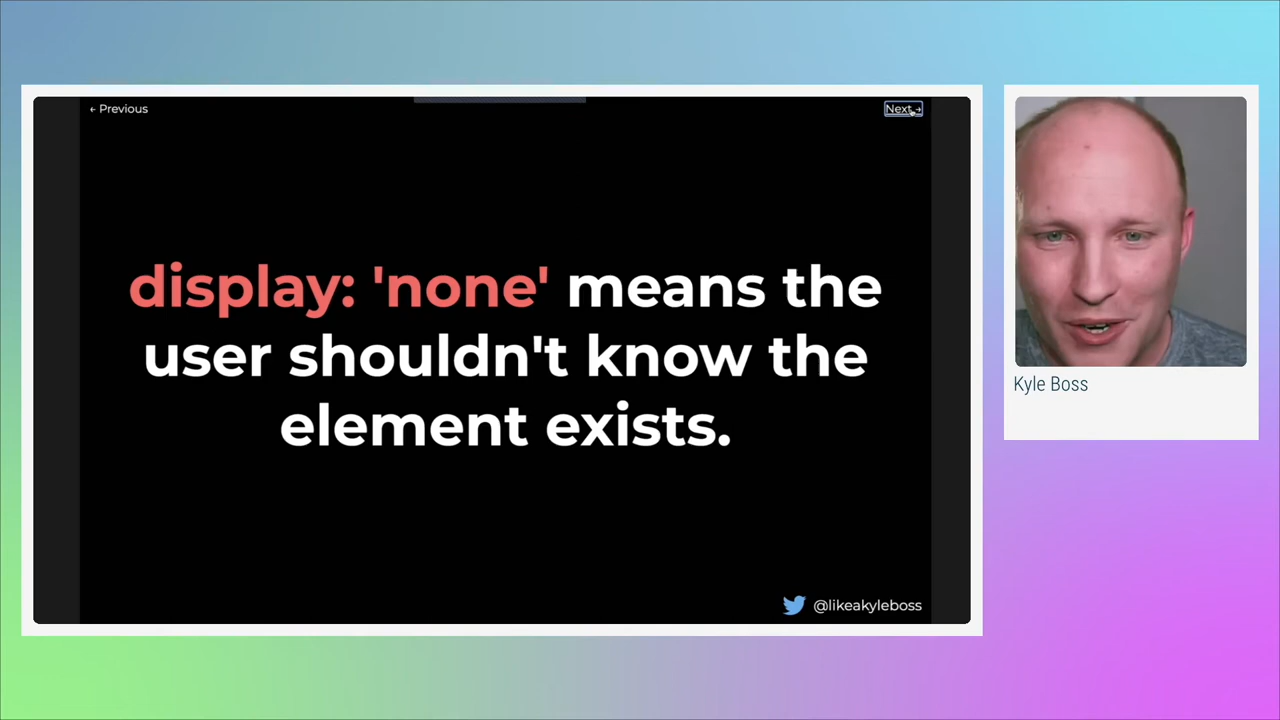 ← Previous
Next →
display: 'none' means the
user shouldn't know the
element exists.
@likeakyleboss
Kyle Boss